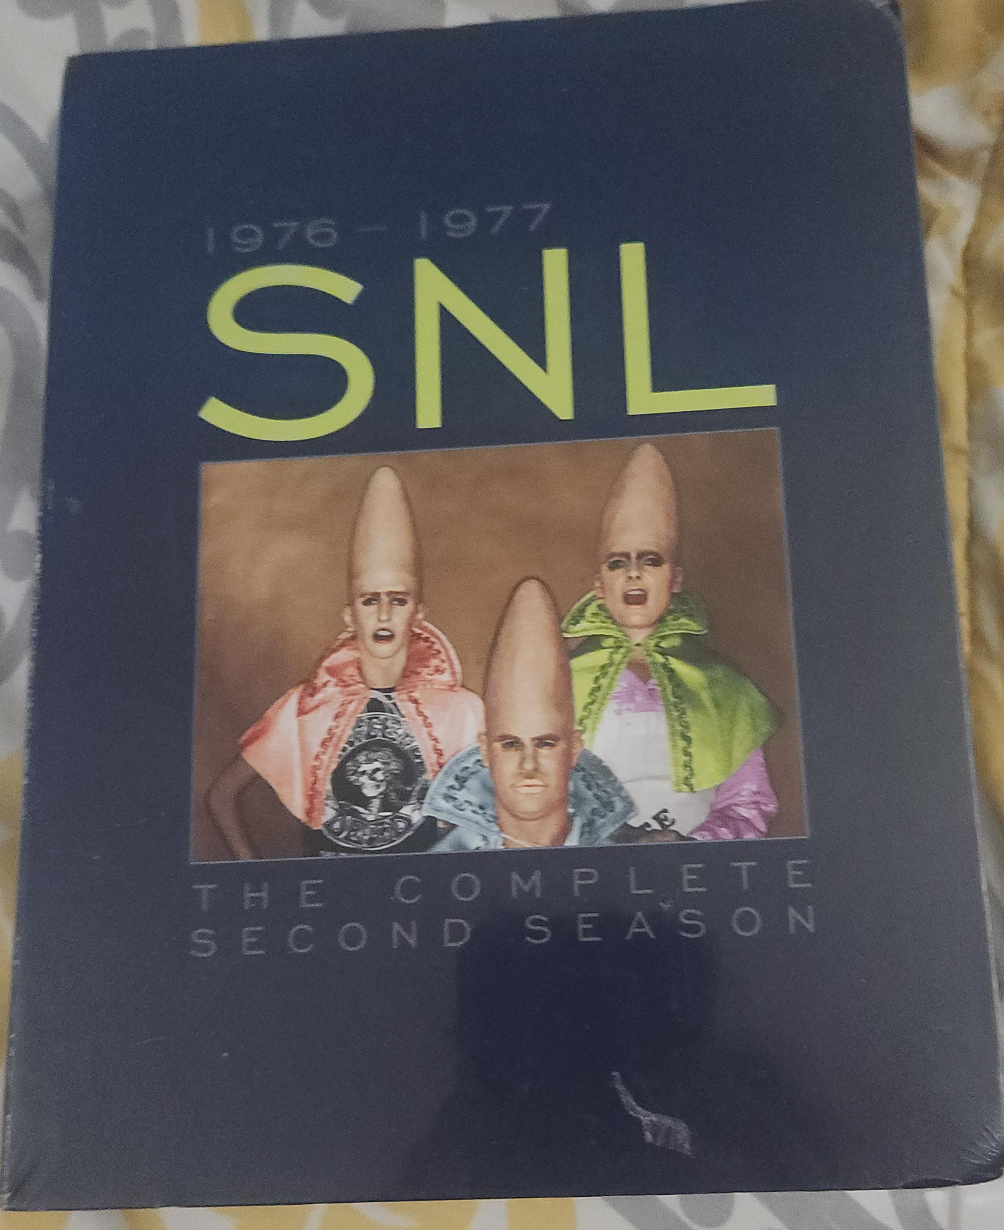 1976 – 1977
SNL
THE COMPLETE
SECOND SEASON